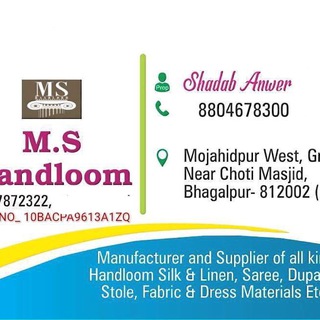 MS
M.S
andloom
7872322,
NO_ 10BACPA9613A1ZQ
Prop
Shadab Anwer
8804678300
Mojahidpur West, Gr
Near Choti Masjid,
Bhagalpur- 812002 (
Manufacturer and Supplier of all ki
Handloom Silk & Linen, Saree, Dupa
Stole, Fabric & Dress Materials Et